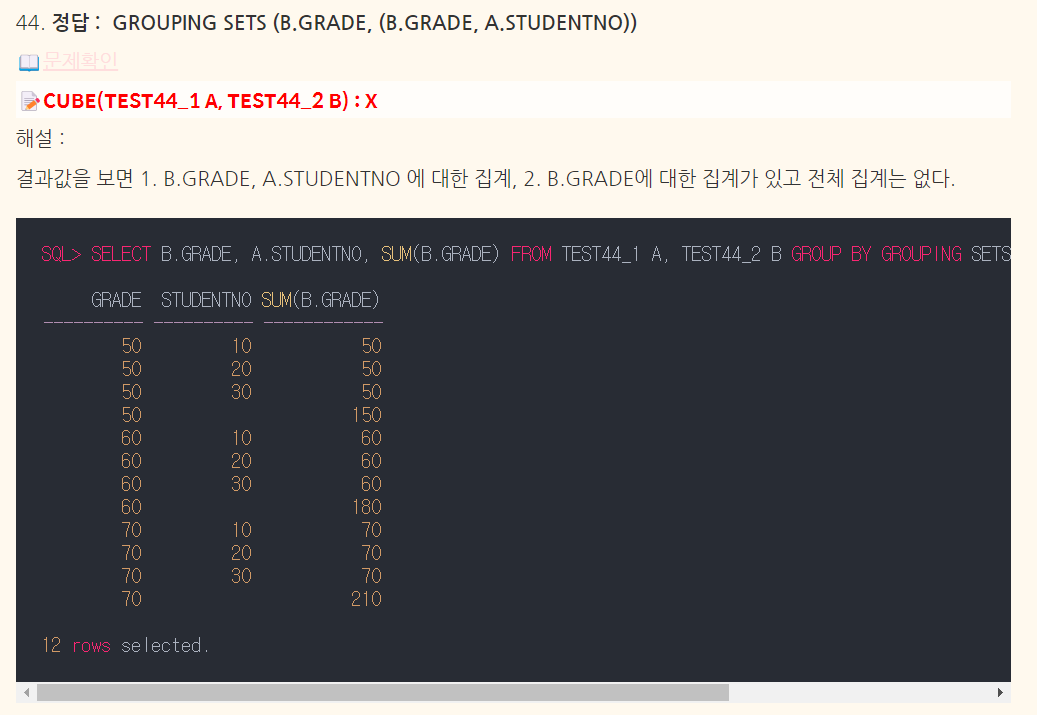 44. 정답 : GROUPING SETS (B.GRADE, (B.GRADE, A.STUDENTNO))
📖문제확인
📝CUBE(TEST44_1 A, TEST44_2 B) : X
해설 :
결과값을 보면 1. B.GRADE, A.STUDENTNO 에 대한 집계, 2. B.GRADE에 대한 집계가 있고 전체 집계는 없다.
SQL> SELECT B.GRADE, A.STUDENTNO, SUM(B.GRADE) FROM TEST44_1 A, TEST44_2 B GROUP BY GROUPING SETS
GRADE STUDENTNO SUM(B.GRADE)
---------- ---------- ------------
50 10 50
50 20 50
50 30 50
50 150
60 10 60
60 20 60
60 30 60
60 180
70 10 70
70 20 70
70 30 70
70 210
12 rows selected.